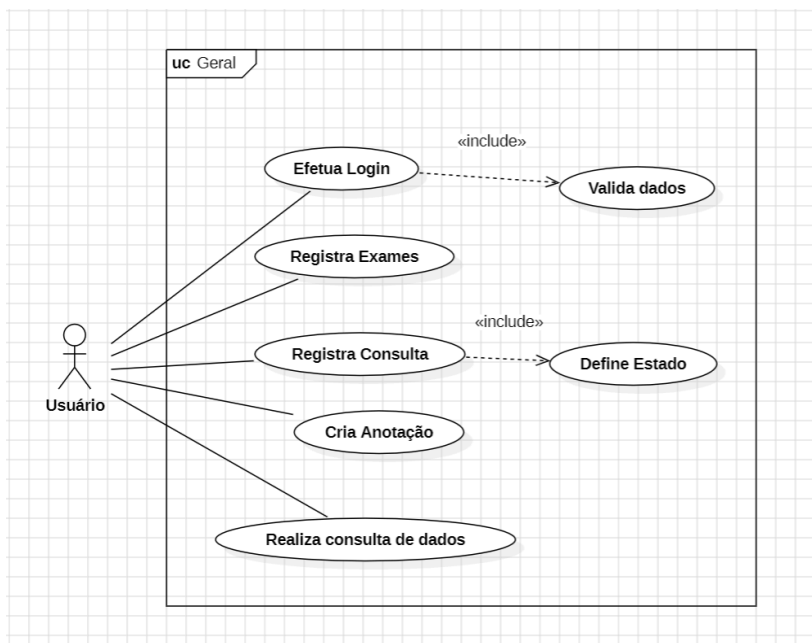 uc Geral
«include»
Efetua Login
Valida dados
Registra Exames
«include»
Registra Consulta
Define Estado
Usuário
Cria Anotação
Realiza consulta de dados